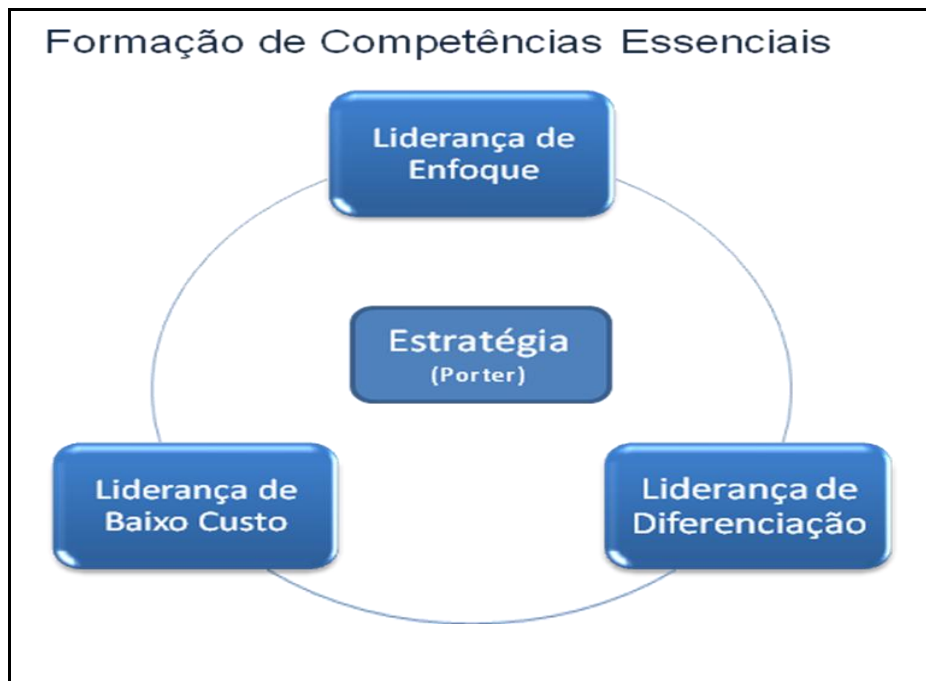 Formação de Competências Essenciais
Liderança de
Enfoque
Estratégia
(Porter)
Liderança de
Baixo Custo
Liderança de
Diferenciação